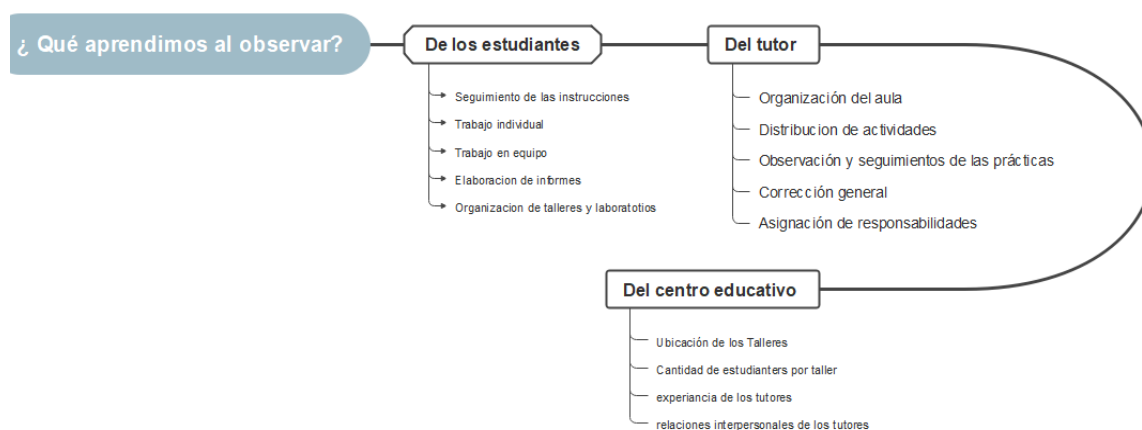 ¿ Qué aprendimos al observar?
De los estudiantes
Seguimiento de las instrucciones
Trabajo individual
Trabajo en equipo
Elaboracion de informes
Organizacion de talleres y laboratotios
Del tutor
Organización del aula
Distribucion de actividades
Observación y seguimientos de las prácticas
Corrección general
Asignación de responsabilidades
Del centro educativo
Ubicación de los Talleres
Cantidad de estudianters por taller
experiancia de los tutores
relaciones interpersonales de los tutores